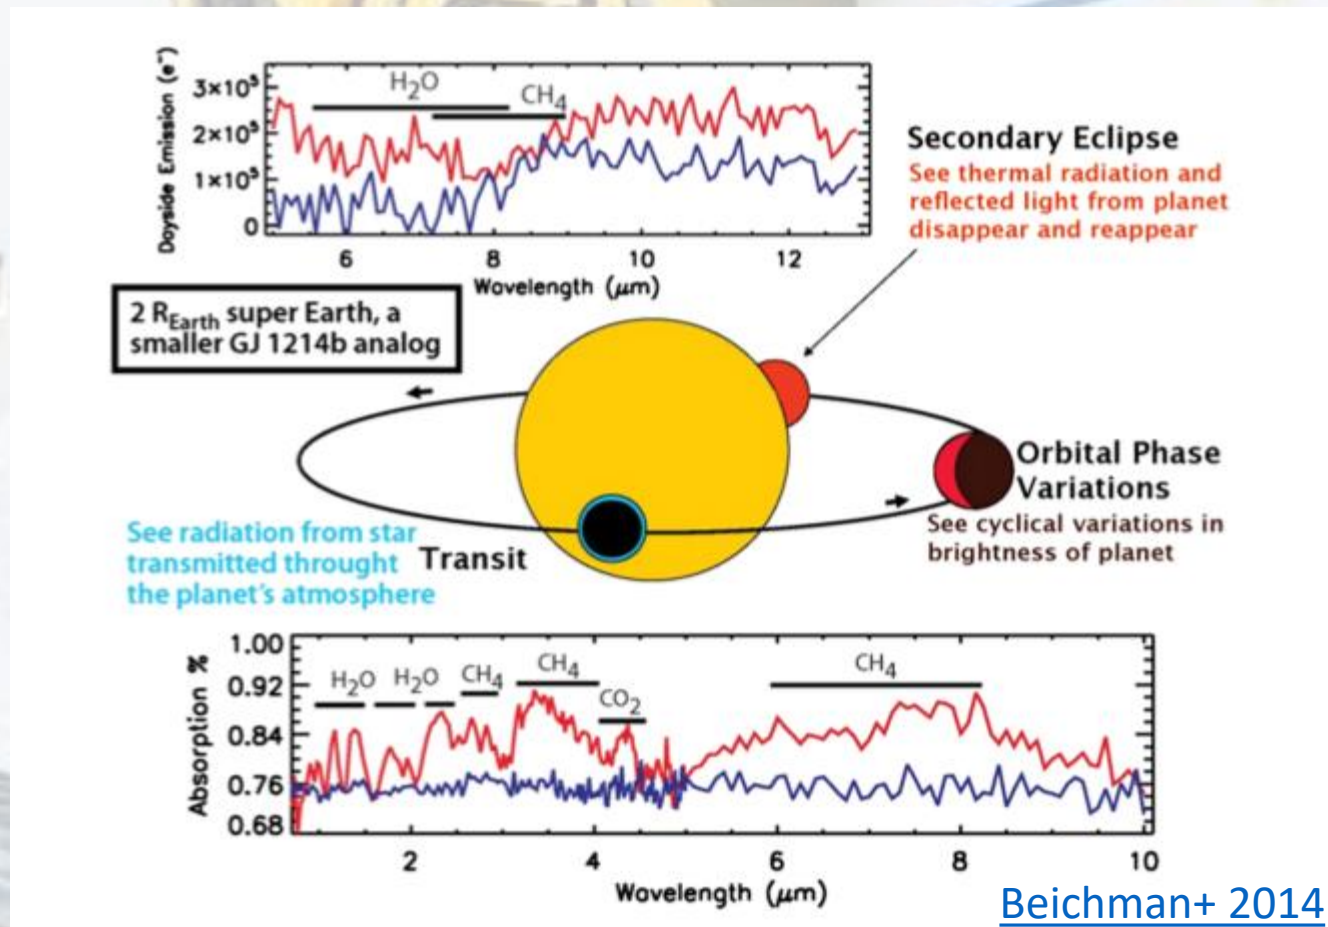 Dayside Emission (e⁻)
3×10⁵
2×10⁵
1×10⁵
0
H₂O
CH₄
6 8 10 12
Wavelength (μm)
Secondary Eclipse
See thermal radiation and
reflected light from planet
disappear and reappear
2 R_Earth super Earth, a
smaller GJ 1214b analog
Orbital Phase
Variations
See cyclical variations in
brightness of planet
See radiation from star
transmitted throught
the planet's atmosphere
Transit
Absorption %
1.00
0.92
0.84
0.76
0.68
H₂O H₂O CH₄ CH₄ CO₂ CH₄
2 4 6 8 10
Wavelength (μm)
Beichman+ 2014